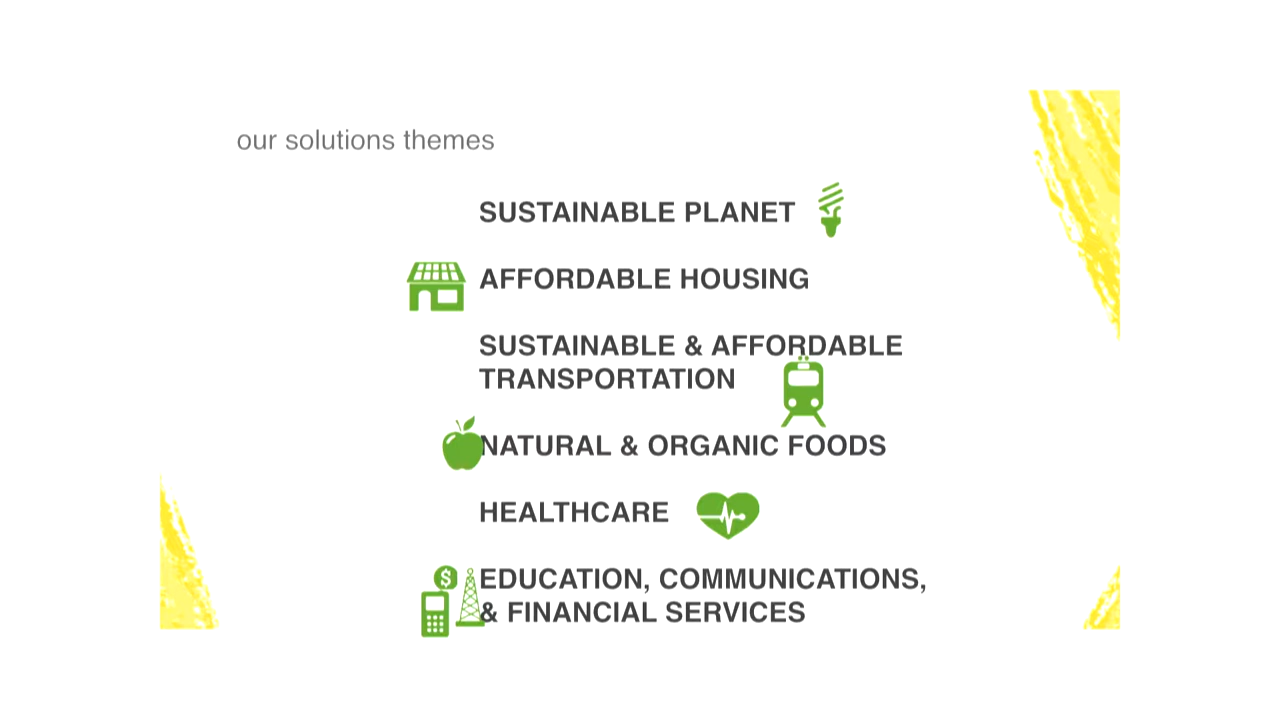 our solutions themes
SUSTAINABLE PLANET
AFFORDABLE HOUSING
SUSTAINABLE & AFFORDABLE
TRANSPORTATION
NATURAL & ORGANIC FOODS
HEALTHCARE
$
EDUCATION, COMMUNICATIONS,
& FINANCIAL SERVICES